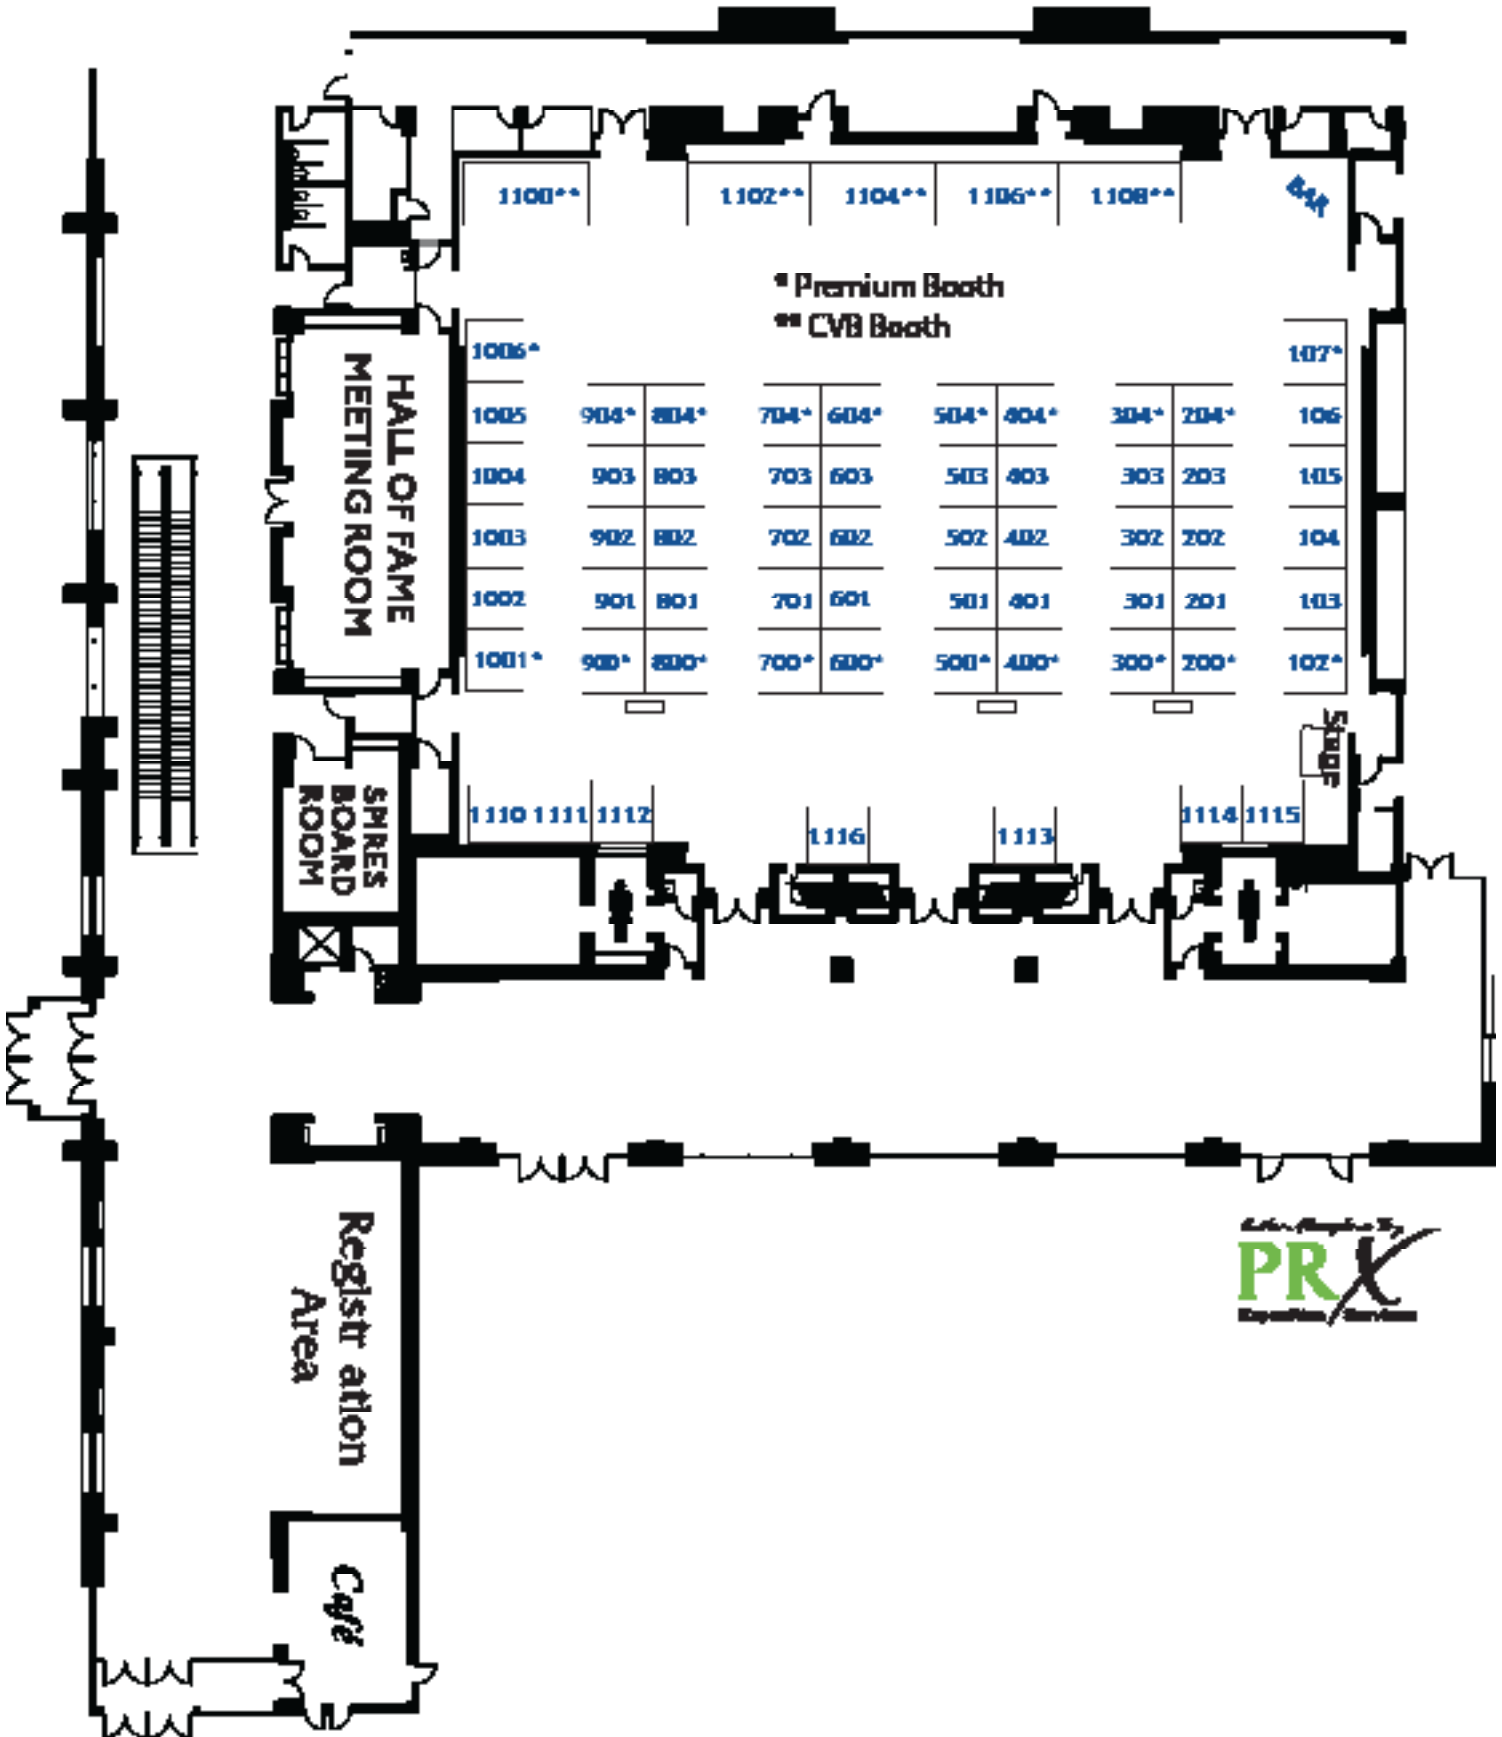 1100** 1102** 1104** 1106** 1108** BAR
* Premium Booth
** CVB Booth
1006* 107*
1005 904* 804* 704* 604* 504* 404* 304* 204* 106
1004 903 803 703 603 503 403 303 203 105
1003 902 802 702 602 502 402 302 202 104
1002 901 801 701 601 501 401 301 201 103
1001* 900* 800* 700* 600* 500* 400* 300* 200* 102*
HALL OF FAME
MEETING ROOM
Stage
1110 1111 1112 1116 1113 1114 1115
SPIRES
BOARD
ROOM
Registr ation
Area
Café
PRX
Exposition Services